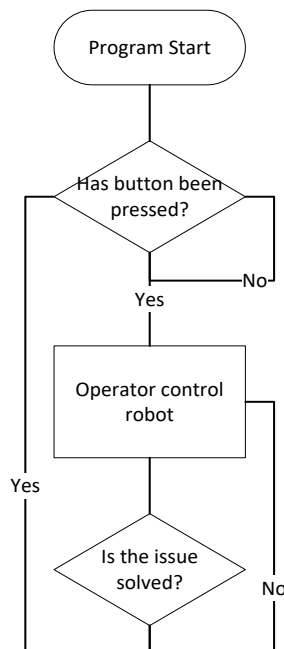 Program Start
Has button been
pressed?
No
Yes
Operator control
robot
Yes
Is the issue
solved?
No